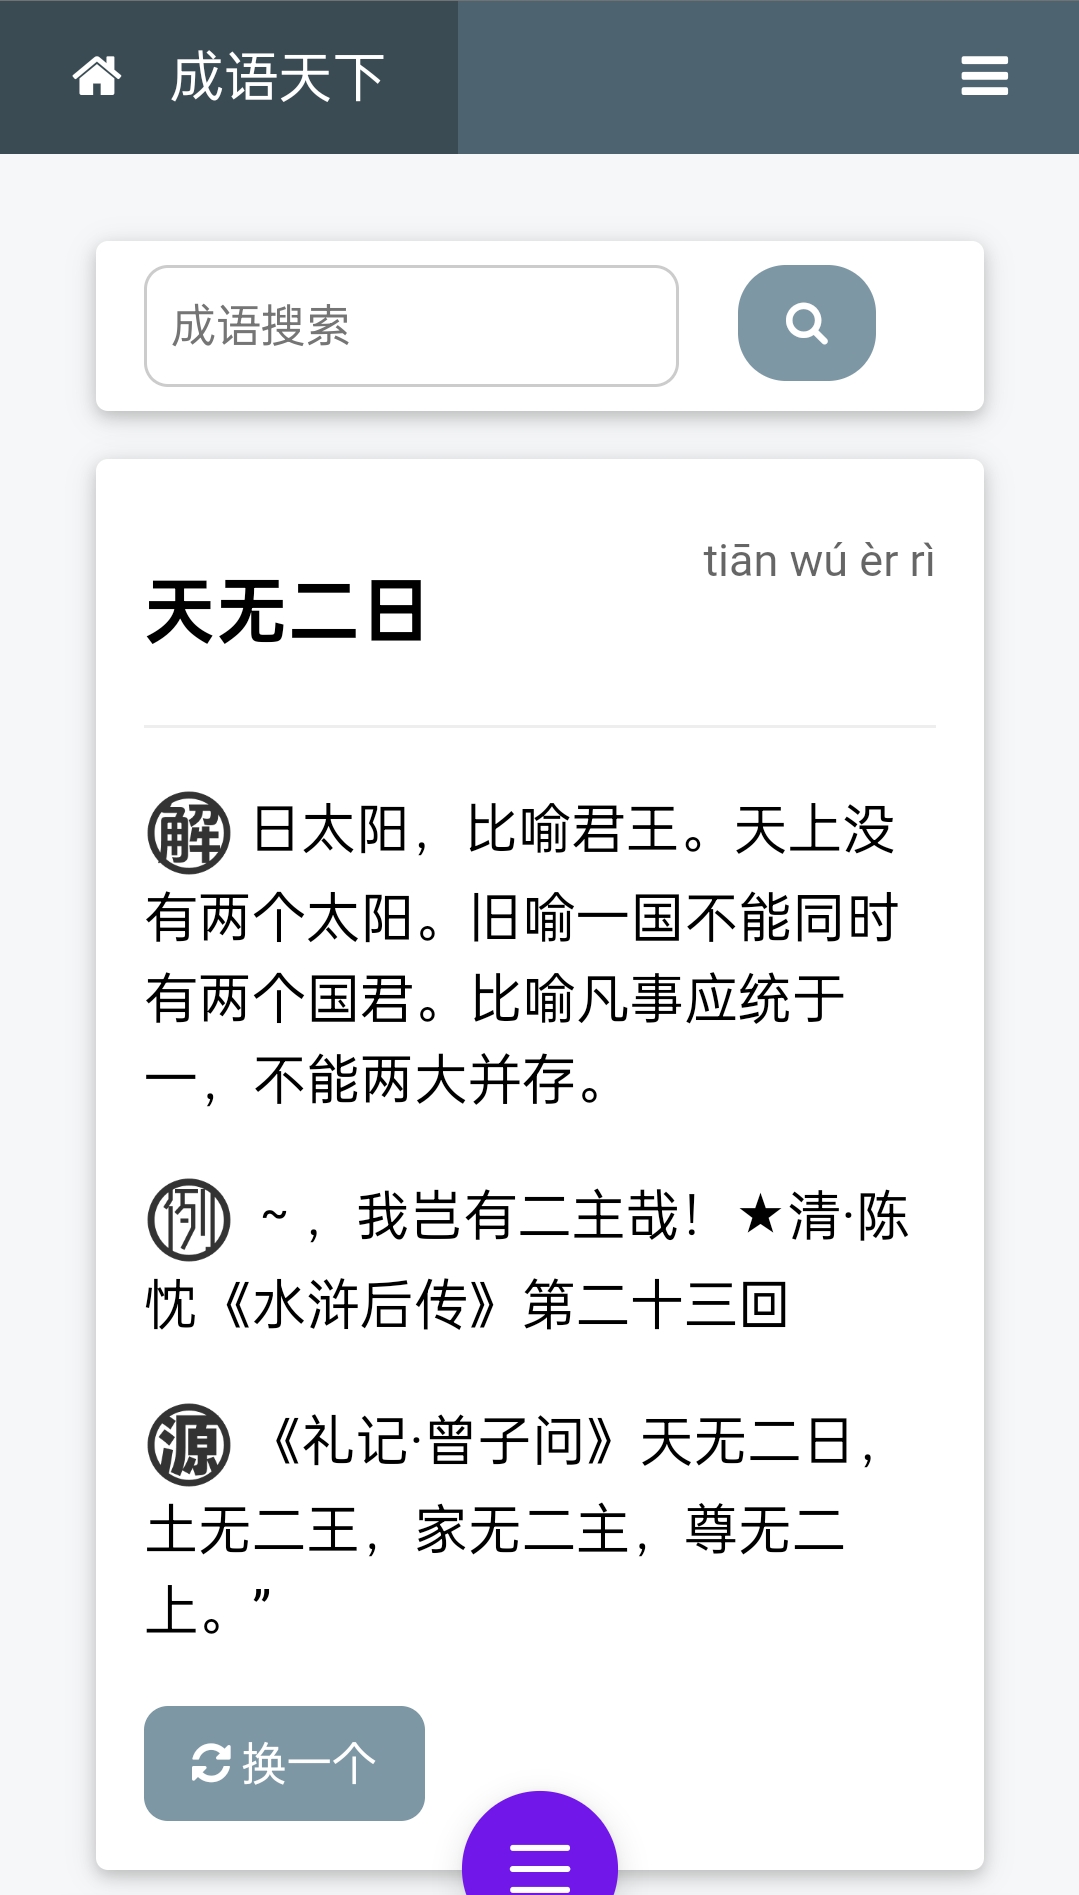 成语天下
成语搜索
tiān wú èr rì
天无二日
解 日太阳，比喻君王。天上没
有两个太阳。旧喻一国不能同时
有两个国君。比喻凡事应统于
一，不能两大并存。
例 ~，我岂有二主哉！★清·陈
忱《水浒后传》第二十三回
源 《礼记·曾子问》天无二日，
土无二王，家无二主，尊无二
上。”
换一个